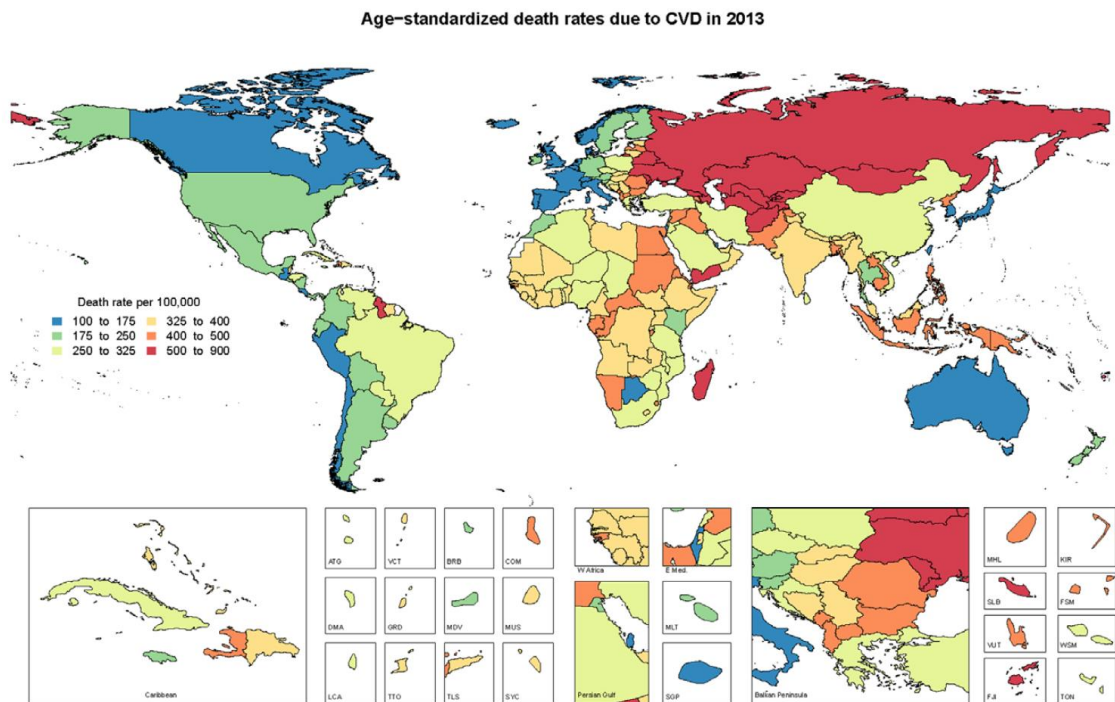 Age-standardized death rates due to CVD in 2013
Death rate per 100,000
100 to 175 325 to 400
175 to 250 400 to 500
250 to 325 500 to 900
ATG VCT BRB COM
W Africa E Med.
MHL KIR
DMA GRD MDV MUS
MLT
SLB FSM
VUT WSM
LCA TTO TLS SYC
Caribbean
Persian Gulf SGP
Balkan Peninsula
FJI TON